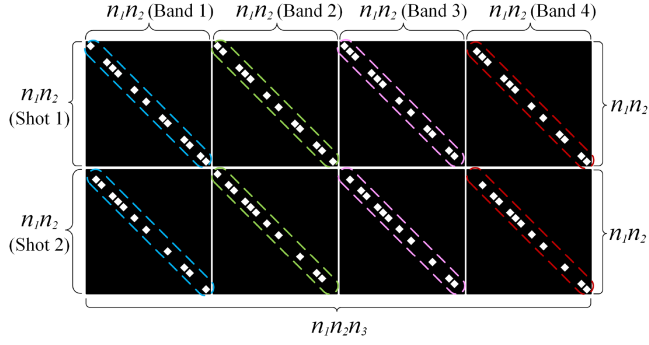 n₁n₂ (Band 1) n₁n₂ (Band 2) n₁n₂ (Band 3) n₁n₂ (Band 4)
n₁n₂
(Shot 1)
n₁n₂
n₁n₂
(Shot 2)
n₁n₂
n₁n₂n₃